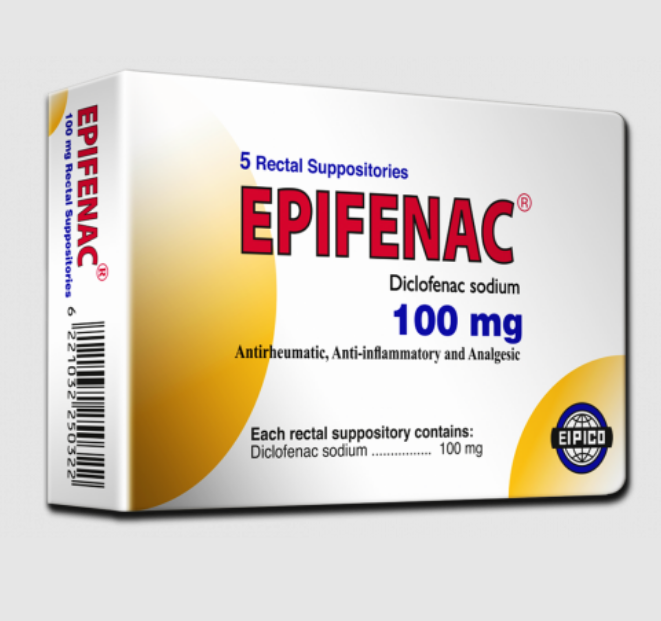 EPIFENAC®
100 mg Rectal Suppositories
6 221032 250322
5 Rectal Suppositories
EPIFENAC®
Diclofenac sodium
100 mg
Antirheumatic, Anti-inflammatory and Analgesic
Each rectal suppository contains:
Diclofenac sodium ................ 100 mg
EIPICO